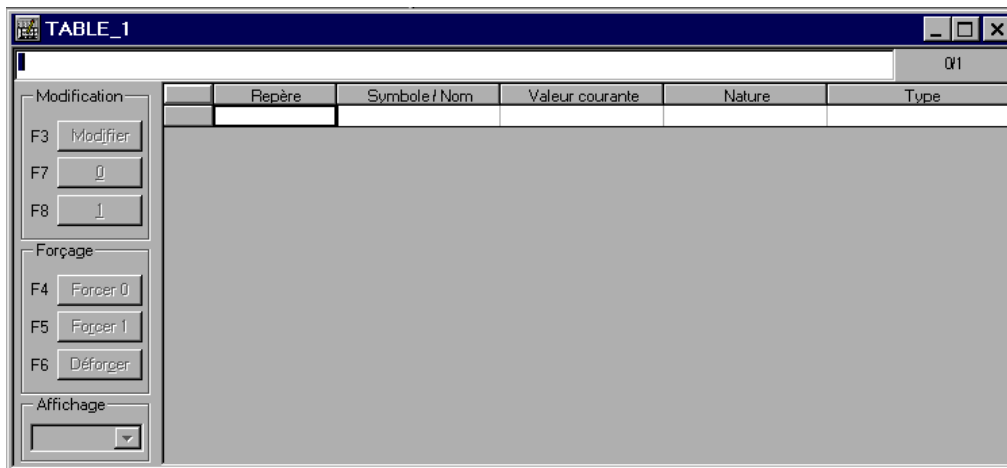 TABLE_1
0/1
Modification
Repère Symbole / Nom Valeur courante Nature Type
F3 Modifier
F7 0
F8 1
Forçage
F4 Forcer 0
F5 Forcer 1
F6 Déforcer
Affichage